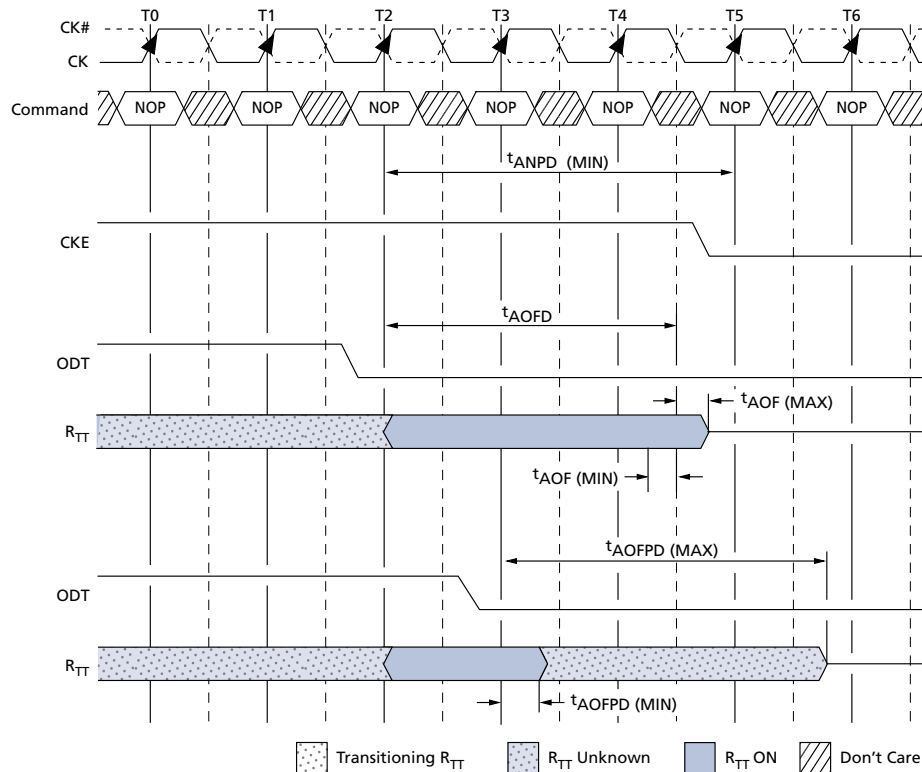 T0 T1 T2 T3 T4 T5 T6
CK#
CK
Command NOP NOP NOP NOP NOP NOP NOP
tANPD (MIN)
CKE
tAOFD
ODT
tAOF (MAX)
RTT
tAOF (MIN)
tAOFPD (MAX)
ODT
RTT
tAOFPD (MIN)
Transitioning RTT RTT Unknown RTT ON Don't Care